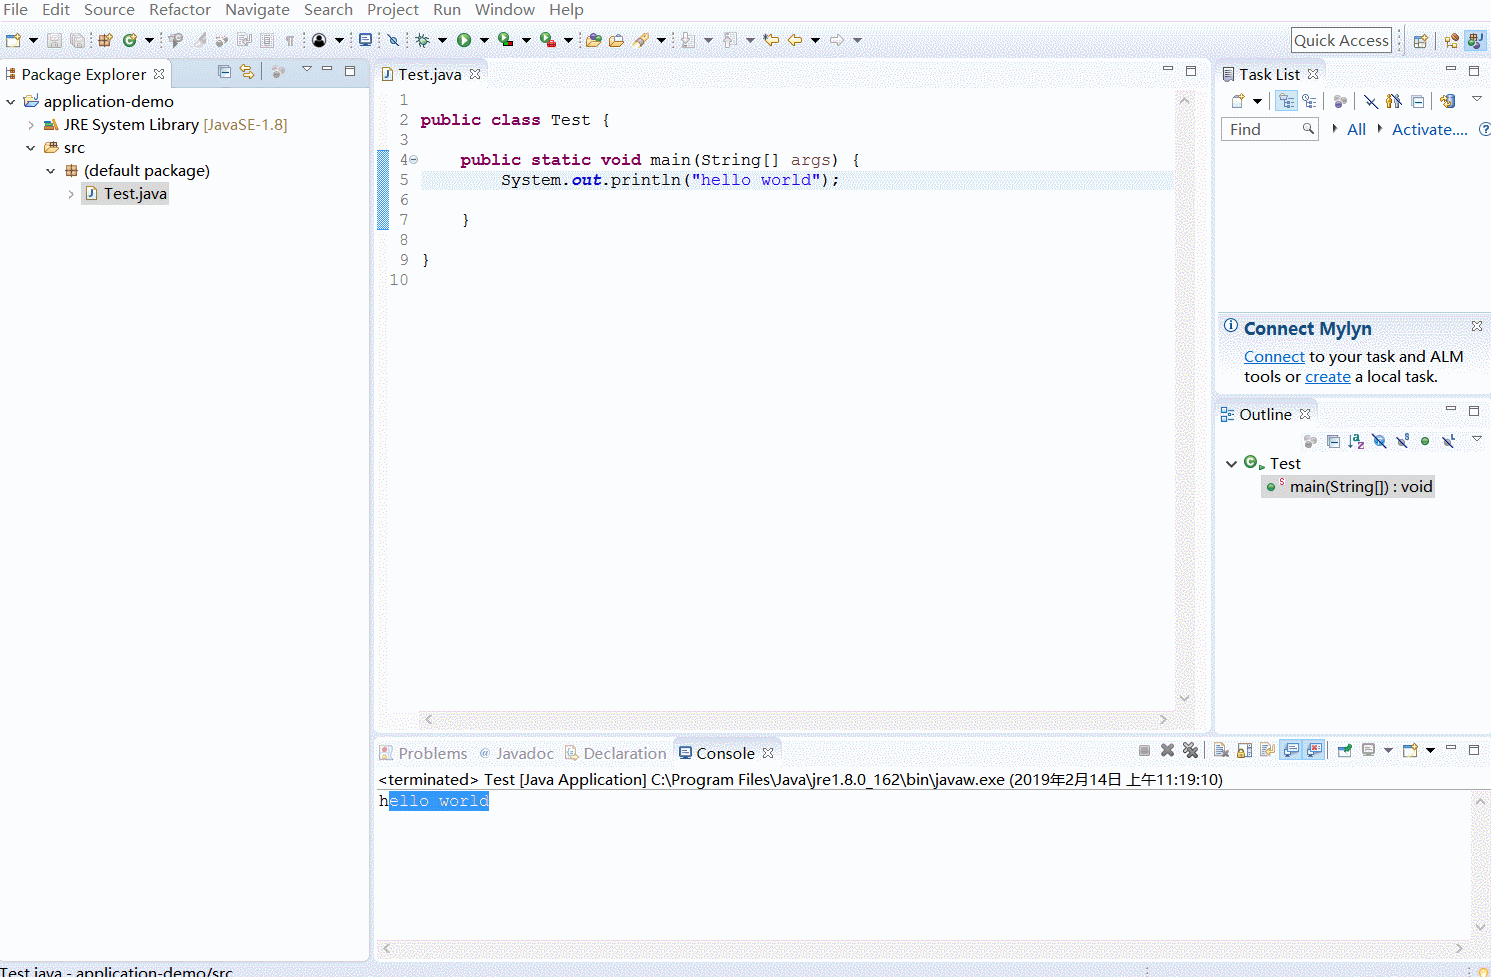 File Edit Source Refactor Navigate Search Project Run Window Help
Quick Access
Package Explorer
application-demo
JRE System Library [JavaSE-1.8]
src
(default package)
Test.java
Test.java
1
2 public class Test {
3
4 public static void main(String[] args) {
5 System.out.println("hello world");
6
7 }
8
9 }
10
Task List
Find All Activate....
Connect Mylyn
Connect to your task and ALM
tools or create a local task.
Outline
Test
main(String[]) : void
Problems Javadoc Declaration Console
<terminated> Test [Java Application] C:\Program Files\Java\jre1.8.0_162\bin\javaw.exe (2019年2月14日 上午11:19:10)
hello world
Test.java - application-demo/src